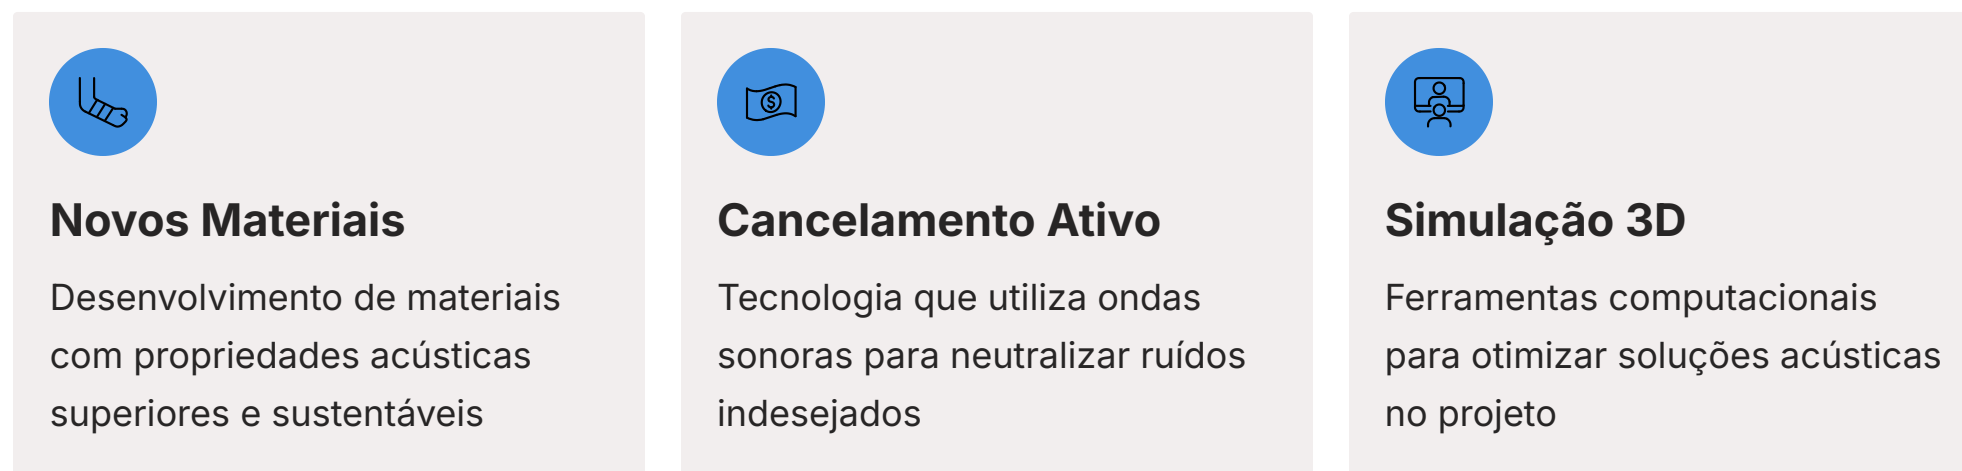 Novos Materiais
Desenvolvimento de materiais
com propriedades acústicas
superiores e sustentáveis
Cancelamento Ativo
Tecnologia que utiliza ondas
sonoras para neutralizar ruídos
indesejados
Simulação 3D
Ferramentas computacionais
para otimizar soluções acústicas
no projeto